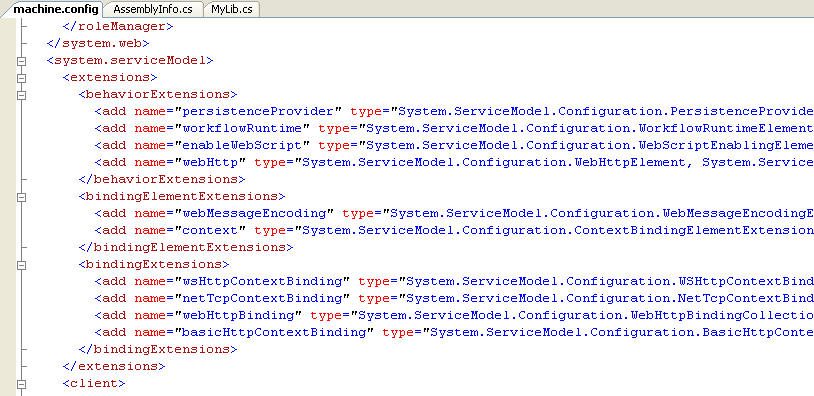 machine.config AssemblyInfo.cs MyLib.cs
</roleManager>
</system.web>
<system.serviceModel>
<extensions>
<behaviorExtensions>
<add name="persistenceProvider" type="System.ServiceModel.Configuration.PersistenceProvide
<add name="workflowRuntime" type="System.ServiceModel.Configuration.WorkflowRuntimeElement
<add name="enableWebScript" type="System.ServiceModel.Configuration.WebScriptEnablingEleme
<add name="webHttp" type="System.ServiceModel.Configuration.WebHttpElement, System.Service
</behaviorExtensions>
<bindingElementExtensions>
<add name="webMessageEncoding" type="System.ServiceModel.Configuration.WebMessageEncodingE
<add name="context" type="System.ServiceModel.Configuration.ContextBindingElementExtension
</bindingElementExtensions>
<bindingExtensions>
<add name="wsHttpContextBinding" type="System.ServiceModel.Configuration.WSHttpContextBind
<add name="netTcpContextBinding" type="System.ServiceModel.Configuration.NetTcpContextBind
<add name="webHttpBinding" type="System.ServiceModel.Configuration.WebHttpBindingCollectio
<add name="basicHttpContextBinding" type="System.ServiceModel.Configuration.BasicHttpConte
</bindingExtensions>
</extensions>
<client>